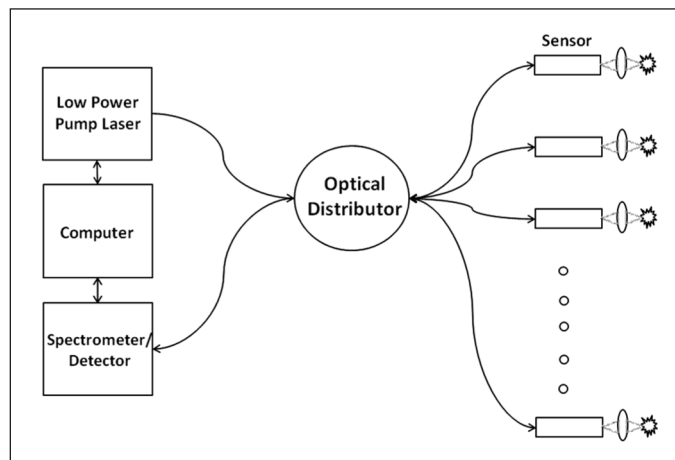 Sensor
Low Power
Pump Laser
Optical
Distributor
Computer
Spectrometer/
Detector